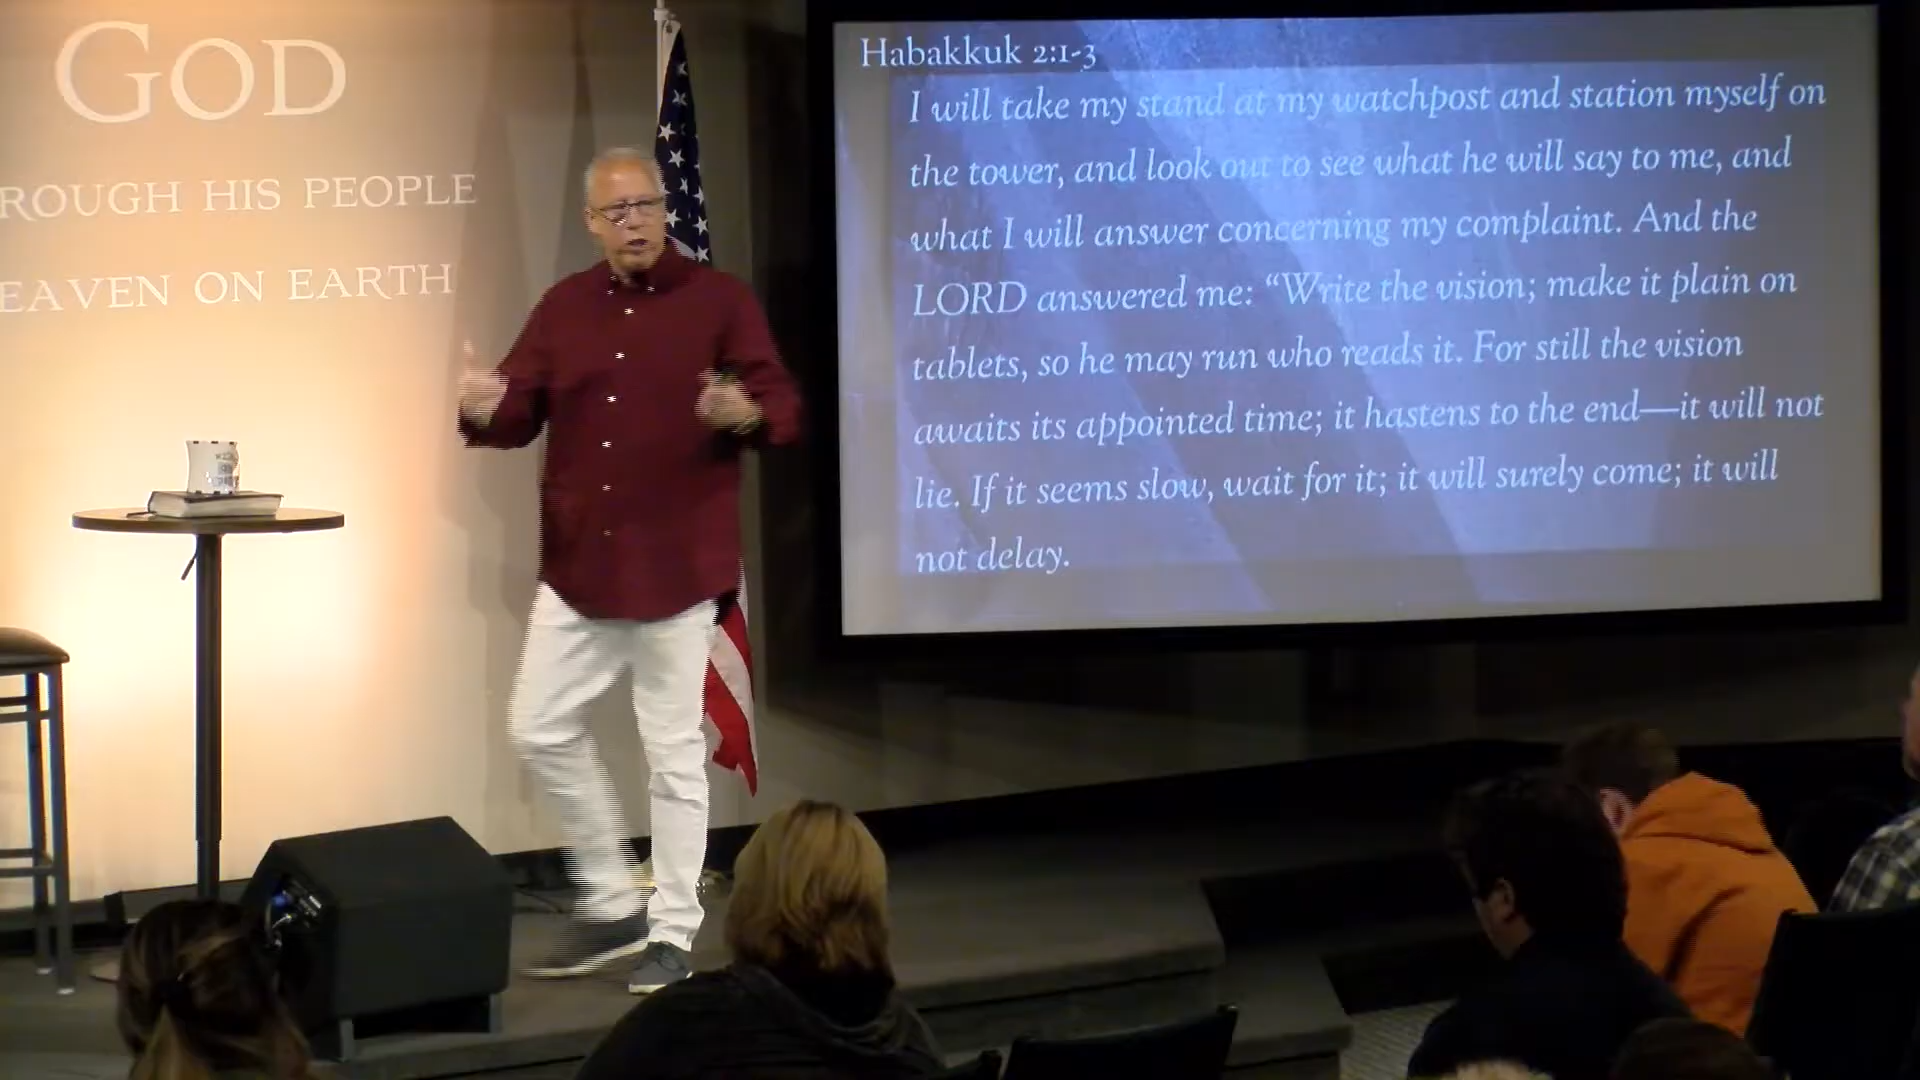 GOD
ROUGH HIS PEOPLE
EAVEN ON EARTH
Habakkuk 2:1-3
I will take my stand at my watchpost and station myself on
the tower, and look out to see what he will say to me, and
what I will answer concerning my complaint. And the
LORD answered me: “Write the vision; make it plain on
tablets, so he may run who reads it. For still the vision
awaits its appointed time; it hastens to the end—it will not
lie. If it seems slow, wait for it; it will surely come; it will
not delay.